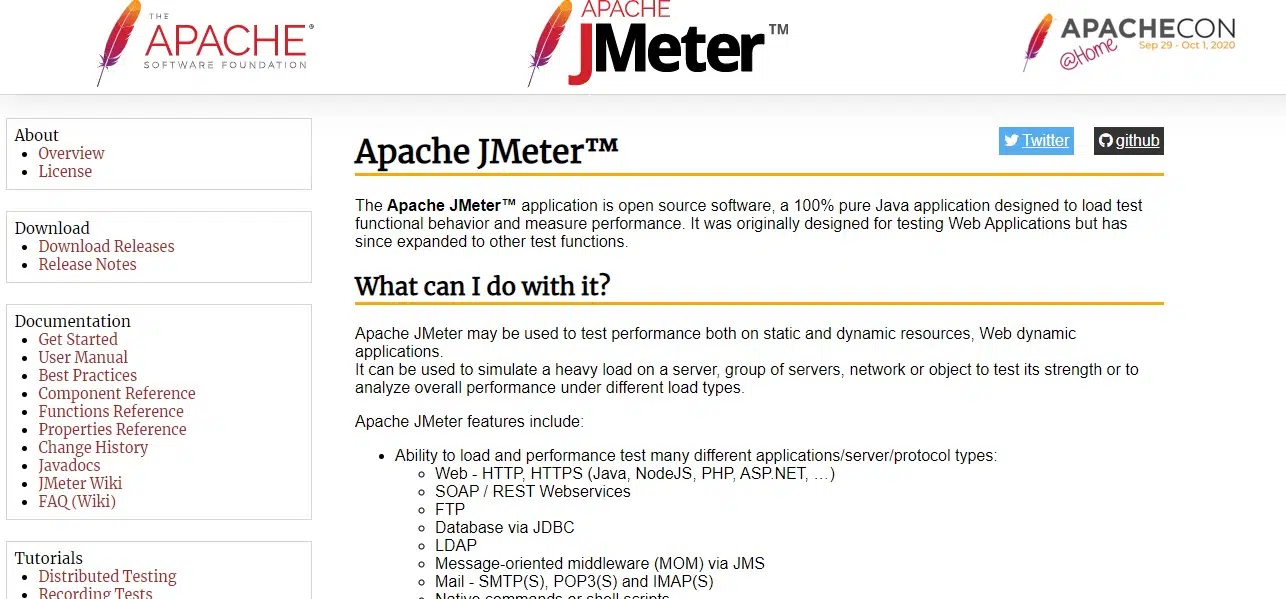 THE
APACHE®
SOFTWARE FOUNDATION
APACHE
JMeter™
APACHECON
@Home
Sep 29 - Oct 1, 2020
About
Overview
License
Download
Download Releases
Release Notes
Documentation
Get Started
User Manual
Best Practices
Component Reference
Functions Reference
Properties Reference
Change History
Javadocs
JMeter Wiki
FAQ (Wiki)
Tutorials
Distributed Testing
Recording Tests
Apache JMeter™
Twitter
github
The Apache JMeter™ application is open source software, a 100% pure Java application designed to load test
functional behavior and measure performance. It was originally designed for testing Web Applications but has
since expanded to other test functions.
What can I do with it?
Apache JMeter may be used to test performance both on static and dynamic resources, Web dynamic
applications.
It can be used to simulate a heavy load on a server, group of servers, network or object to test its strength or to
analyze overall performance under different load types.
Apache JMeter features include:
Ability to load and performance test many different applications/server/protocol types:
Web - HTTP, HTTPS (Java, NodeJS, PHP, ASP.NET, …)
SOAP / REST Webservices
FTP
Database via JDBC
LDAP
Message-oriented middleware (MOM) via JMS
Mail - SMTP(S), POP3(S) and IMAP(S)
Native commands or shell scripts